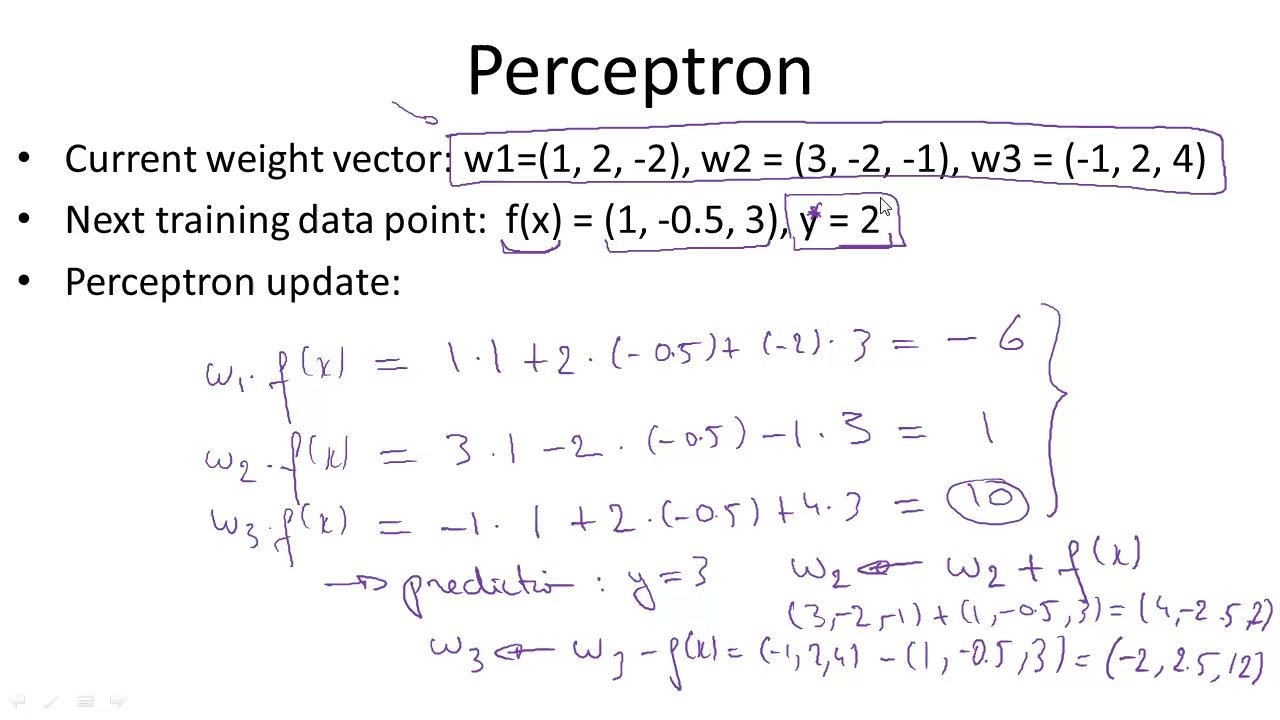 Perceptron
• Current weight vector: w1=(1, 2, -2), w2 = (3, -2, -1), w3 = (-1, 2, 4)
• Next training data point: f(x) = (1, -0.5, 3), y* = 2
• Perceptron update:
w1 · f(x) = 1 · 1 + 2 · (-0.5) + (-2) · 3 = -6
w2 · f(x) = 3 · 1 - 2 · (-0.5) - 1 · 3 = 1
w3 · f(x) = -1 · 1 + 2 · (-0.5) + 4 · 3 = 10
→ prediction : y = 3
w2 ← w2 + f(x)
(3, -2, -1) + (1, -0.5, 3) = (4, -2.5, 2)
w3 ← w3 - f(x) = (-1, 2, 4) - (1, -0.5, 3) = (-2, 2.5, 12)